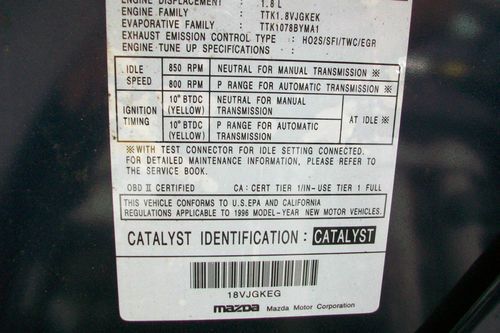 ENGINE DISPLACEMENT : 1.8 L
ENGINE FAMILY : TTK1.8VJGKEK
EVAPORATIVE FAMILY : TTK1078BYMA1
EXHAUST EMISSION CONTROL TYPE : HO2S/SFI/TWC/EGR
ENGINE TUNE UP SPECIFICATIONS :
IDLE SPEED 850 RPM NEUTRAL FOR MANUAL TRANSMISSION ※
800 RPM P RANGE FOR AUTOMATIC TRANSMISSION ※
IGNITION TIMING 10° BTDC (YELLOW) NEUTRAL FOR MANUAL TRANSMISSION AT IDLE ※
10° BTDC (YELLOW) P RANGE FOR AUTOMATIC TRANSMISSION
※ WITH TEST CONNECTOR FOR IDLE SETTING CONNECTED.
FOR DETAILED MAINTENANCE INFORMATION, PLEASE REFER TO
THE SERVICE BOOK.
OBD II CERTIFIED CA : CERT TIER 1/IN-USE TIER 1 FULL
THIS VEHICLE CONFORMS TO U.S.EPA AND CALIFORNIA
REGULATIONS APPLICABLE TO 1996 MODEL-YEAR NEW MOTOR VEHICLES.
CATALYST IDENTIFICATION : CATALYST
18VJGKEG
mazda Mazda Motor Corporation